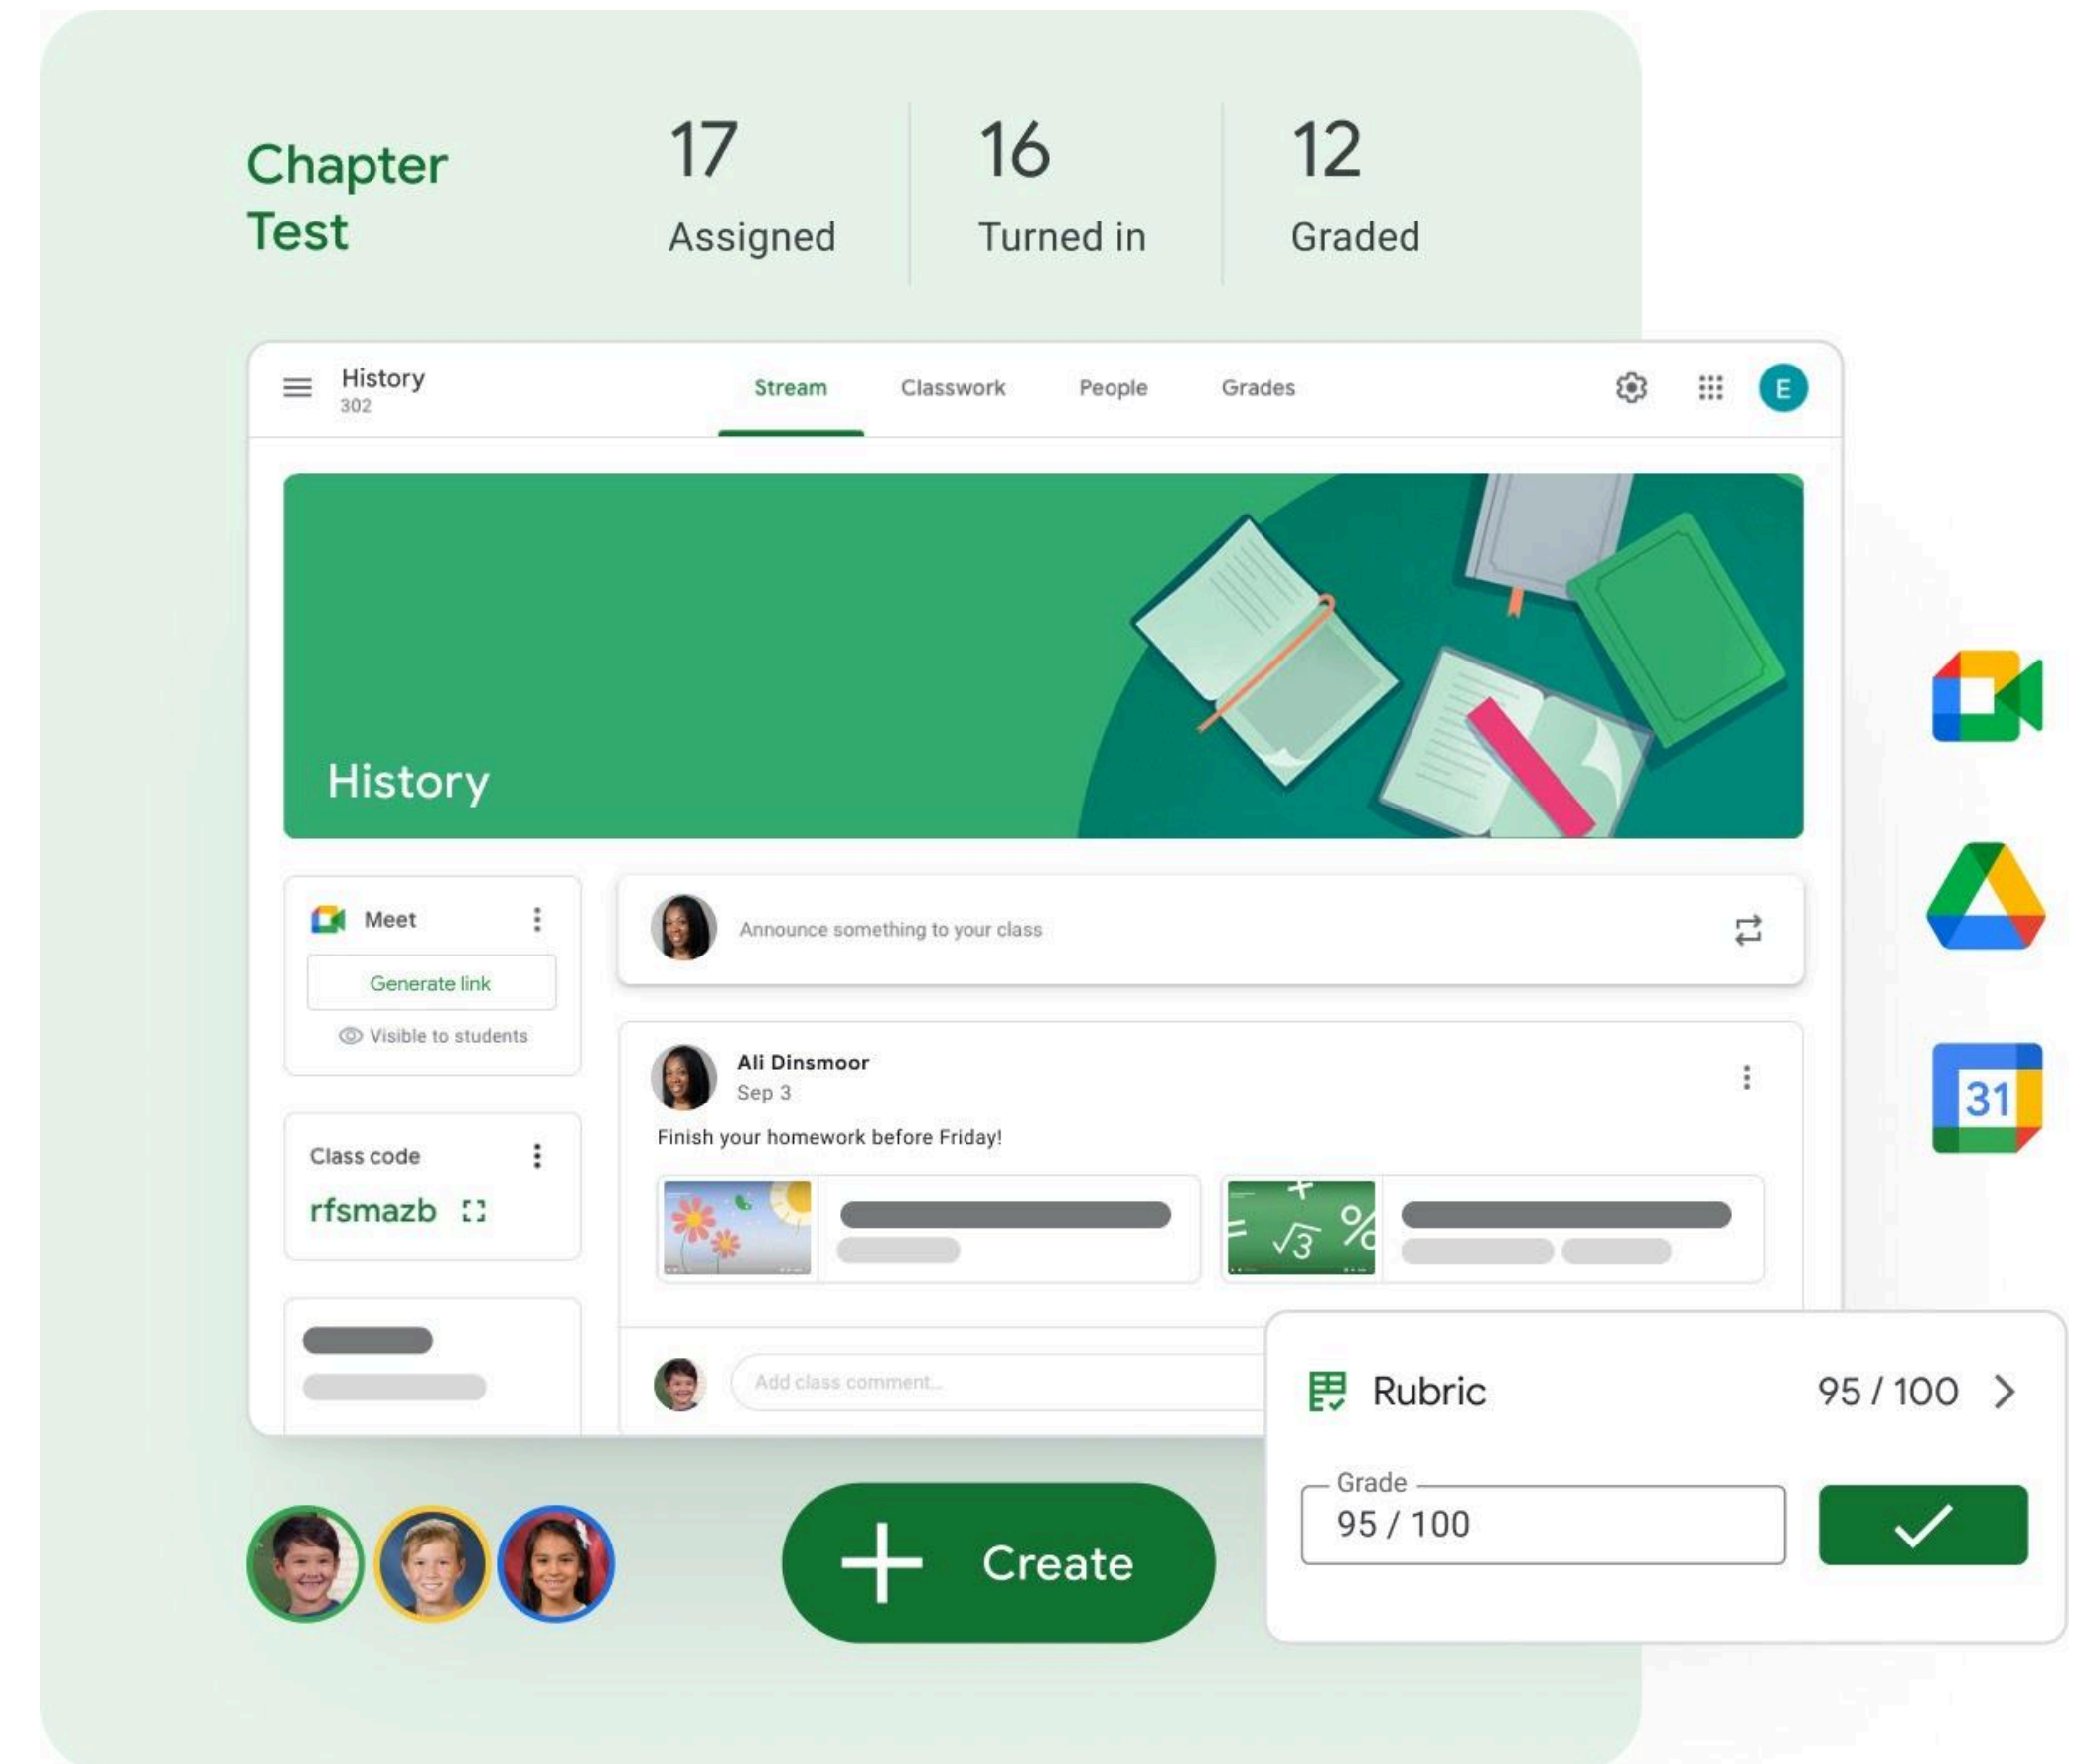 Chapter
Test
17
Assigned
16
Turned in
12
Graded
History
302
Stream
Classwork
People
Grades
E
History
Meet
Generate link
Visible to students
Class code
rfsmazb
Announce something to your class
Ali Dinsmoor
Sep 3
Finish your homework before Friday!
+
= √3 %
Add class comment...
31
Rubric
95 / 100
Grade
95 / 100
+ Create